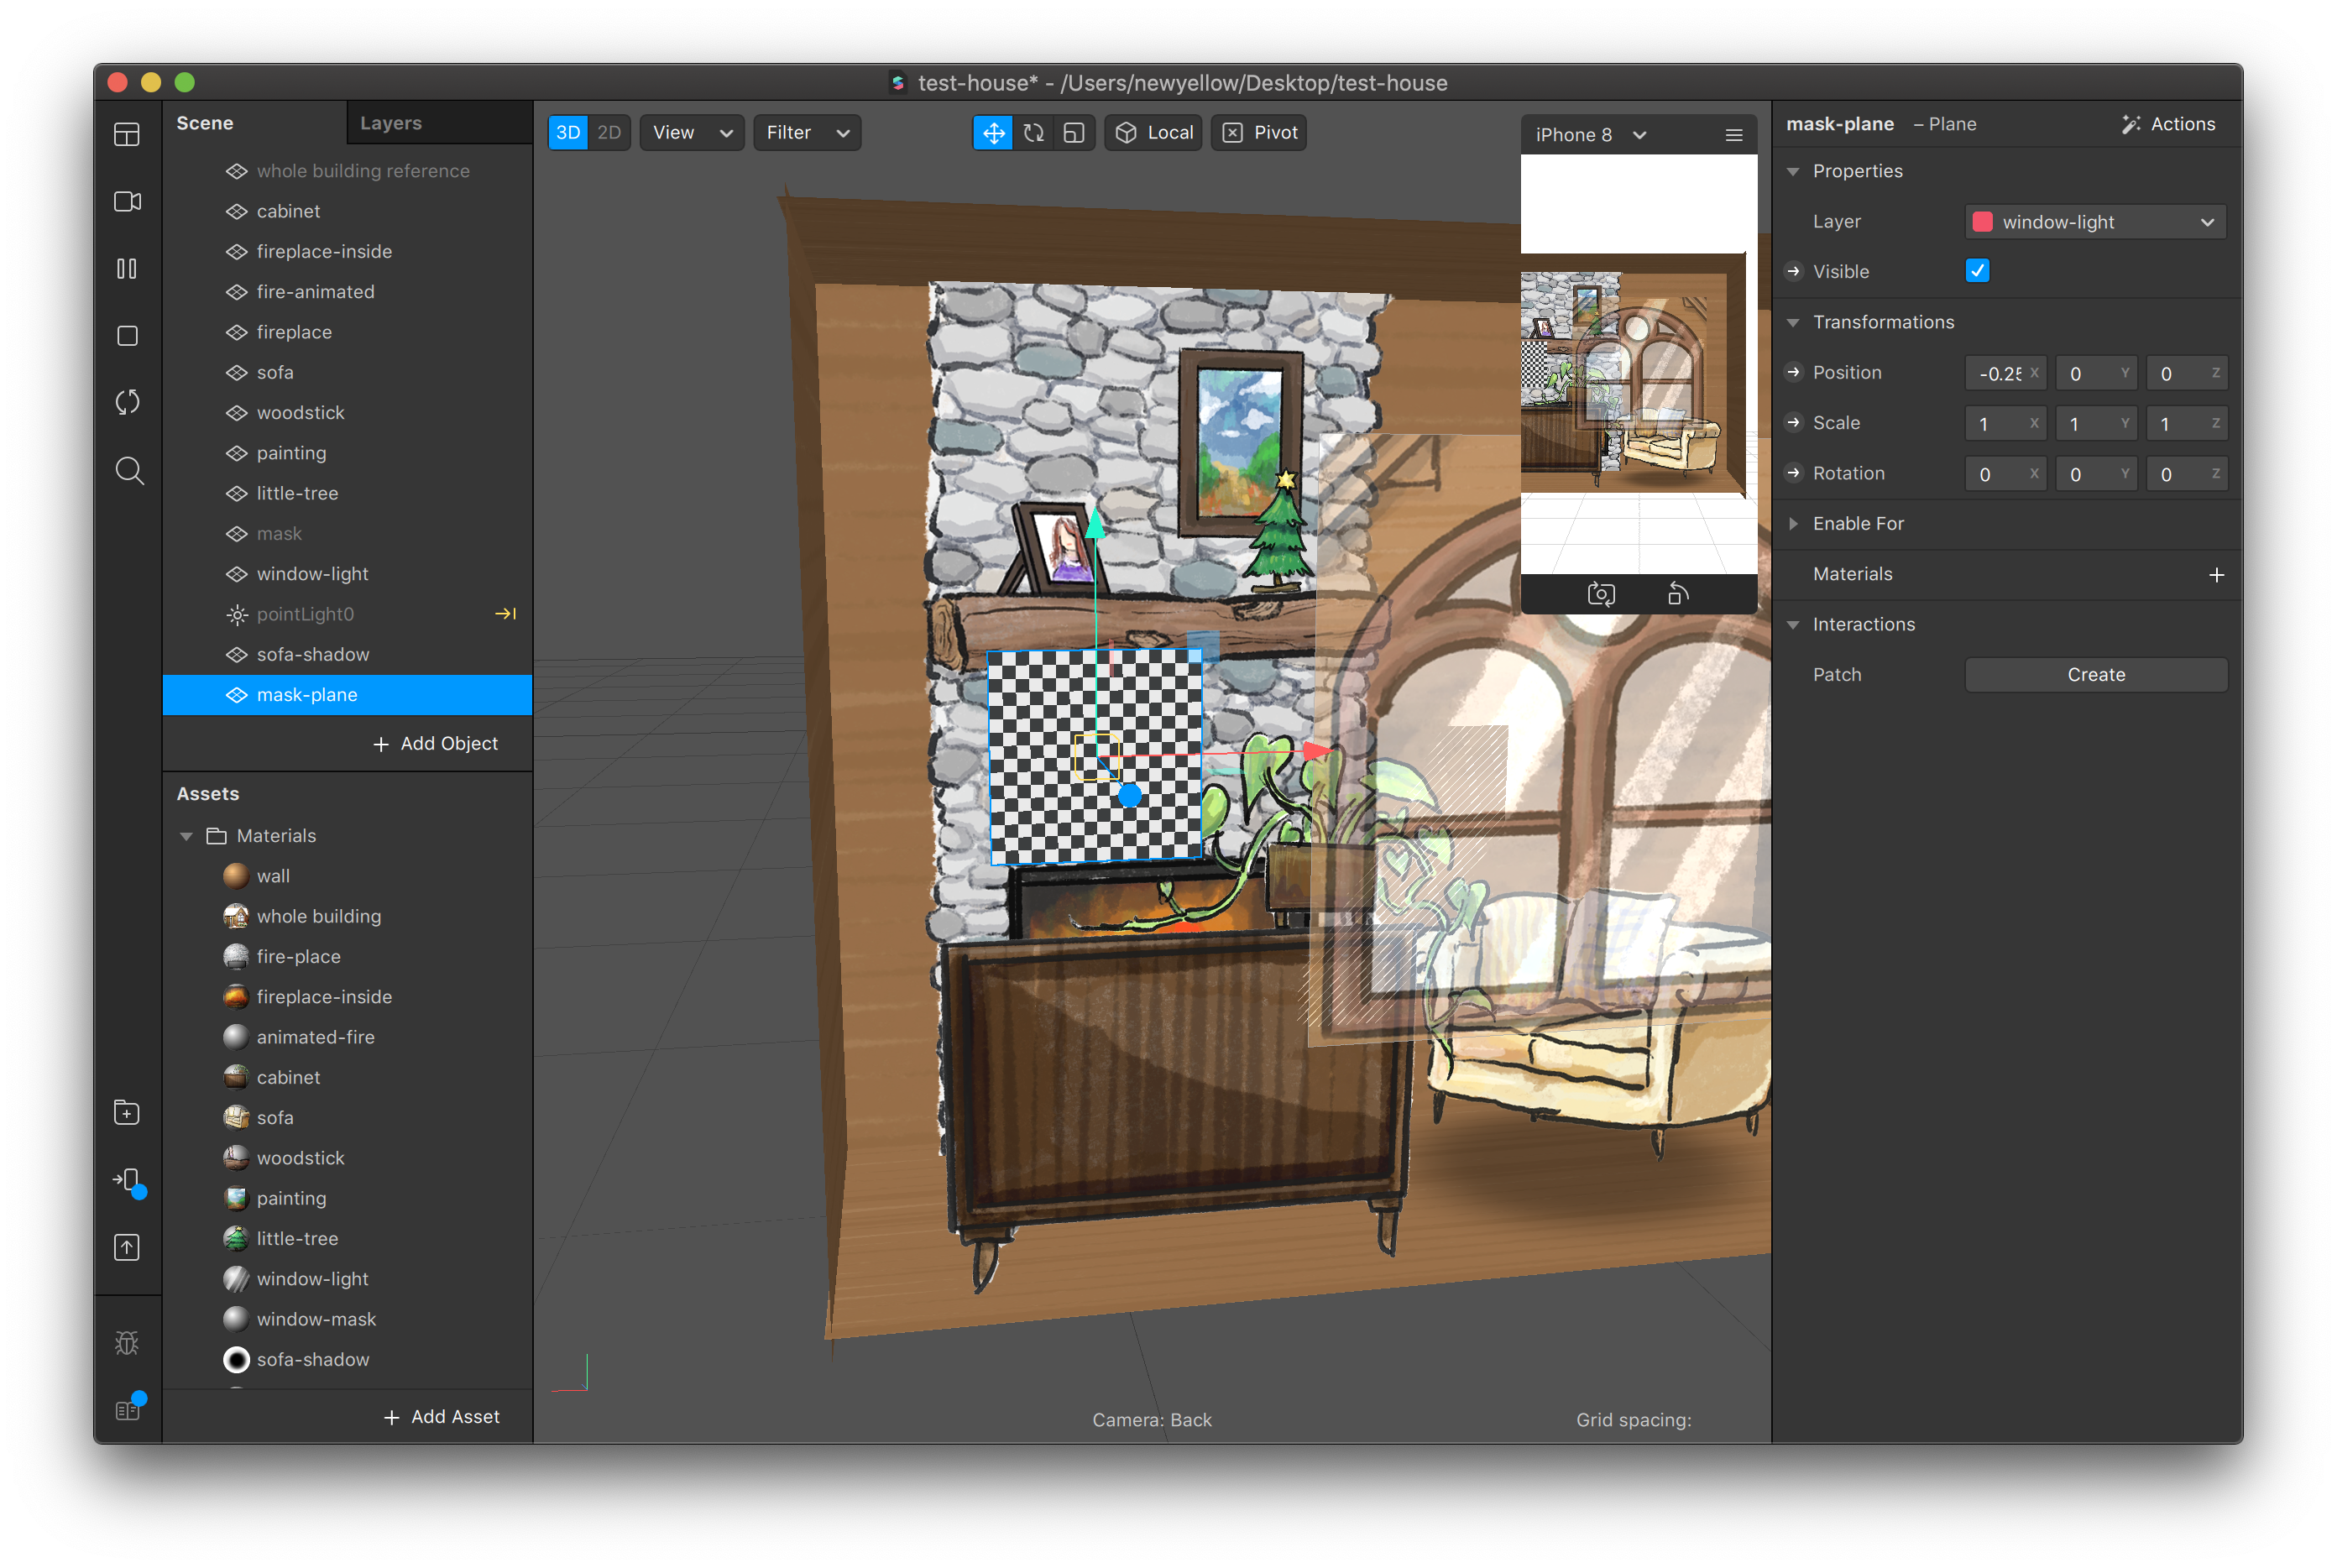 test-house* - /Users/newyellow/Desktop/test-house
Scene
Layers
whole building reference
cabinet
fireplace-inside
fire-animated
fireplace
sofa
woodstick
painting
little-tree
mask
window-light
pointLight0
sofa-shadow
mask-plane
+ Add Object
Assets
Materials
wall
whole building
fire-place
fireplace-inside
animated-fire
cabinet
sofa
woodstick
painting
little-tree
window-light
window-mask
sofa-shadow
+ Add Asset
3D 2D View Filter Local Pivot
iPhone 8
Camera: Back
Grid spacing:
mask-plane – Plane Actions
Properties
Layer window-light
Visible
Transformations
Position -0.25 X 0 Y 0 Z
Scale 1 X 1 Y 1 Z
Rotation 0 X 0 Y 0 Z
Enable For
Materials +
Interactions
Patch Create